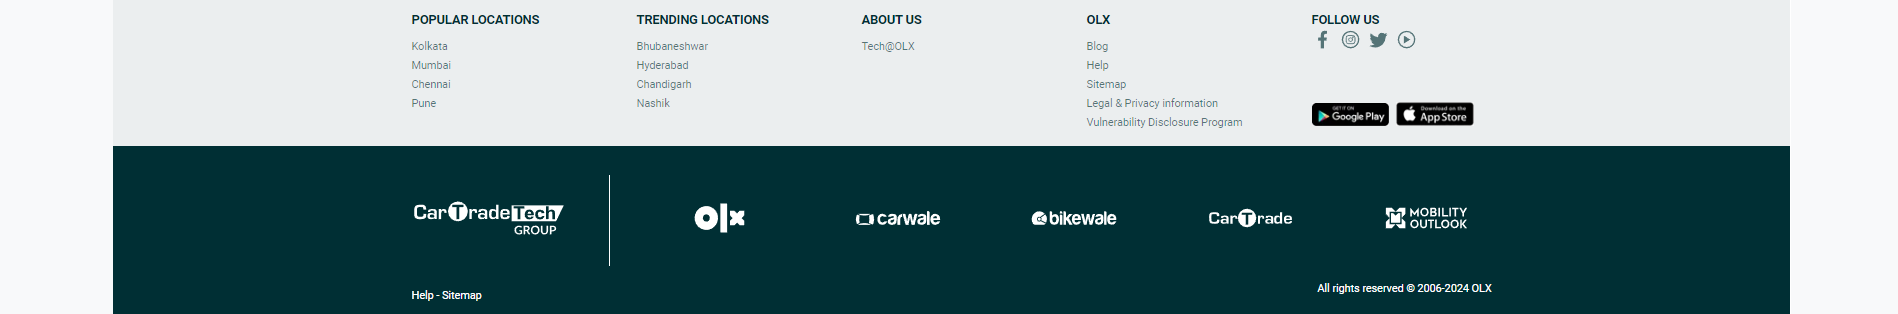 POPULAR LOCATIONS
Kolkata
Mumbai
Chennai
Pune
TRENDING LOCATIONS
Bhubaneshwar
Hyderabad
Chandigarh
Nashik
ABOUT US
Tech@OLX
OLX
Blog
Help
Sitemap
Legal & Privacy information
Vulnerability Disclosure Program
FOLLOW US
GET IT ON
Google Play
Download on the
App Store
CarTradeTech
GROUP
olx
carwale
bikewale
CarTrade
MOBILITY
OUTLOOK
Help - Sitemap
All rights reserved © 2006-2024 OLX